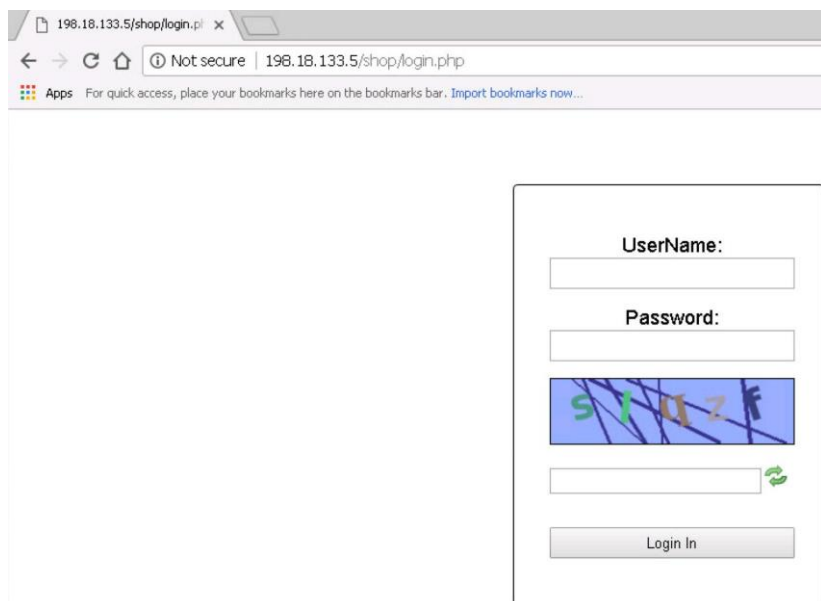 198.18.133.5/shop/login.p
Not secure | 198.18.133.5/shop/login.php
Apps For quick access, place your bookmarks here on the bookmarks bar. Import bookmarks now...
UserName:
Password:
Login In